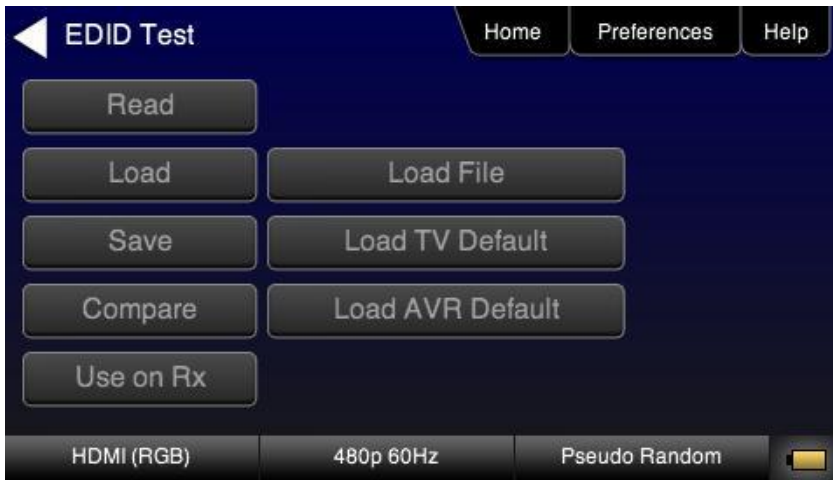 EDID Test
Home
Preferences
Help
Read
Load
Load File
Save
Load TV Default
Compare
Load AVR Default
Use on Rx
HDMI (RGB)
480p 60Hz
Pseudo Random